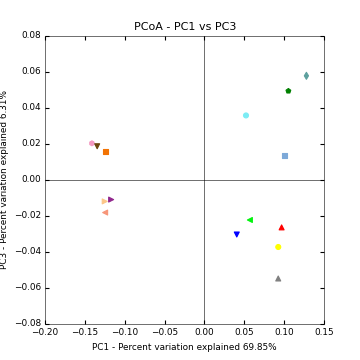 PCoA - PC1 vs PC3
0.08
0.06
0.04
0.02
0.00
−0.02
−0.04
−0.06
−0.08
PC3 - Percent variation explained 6.31%
−0.20 −0.15 −0.10 −0.05 0.00 0.05 0.10 0.15
PC1 - Percent variation explained 69.85%